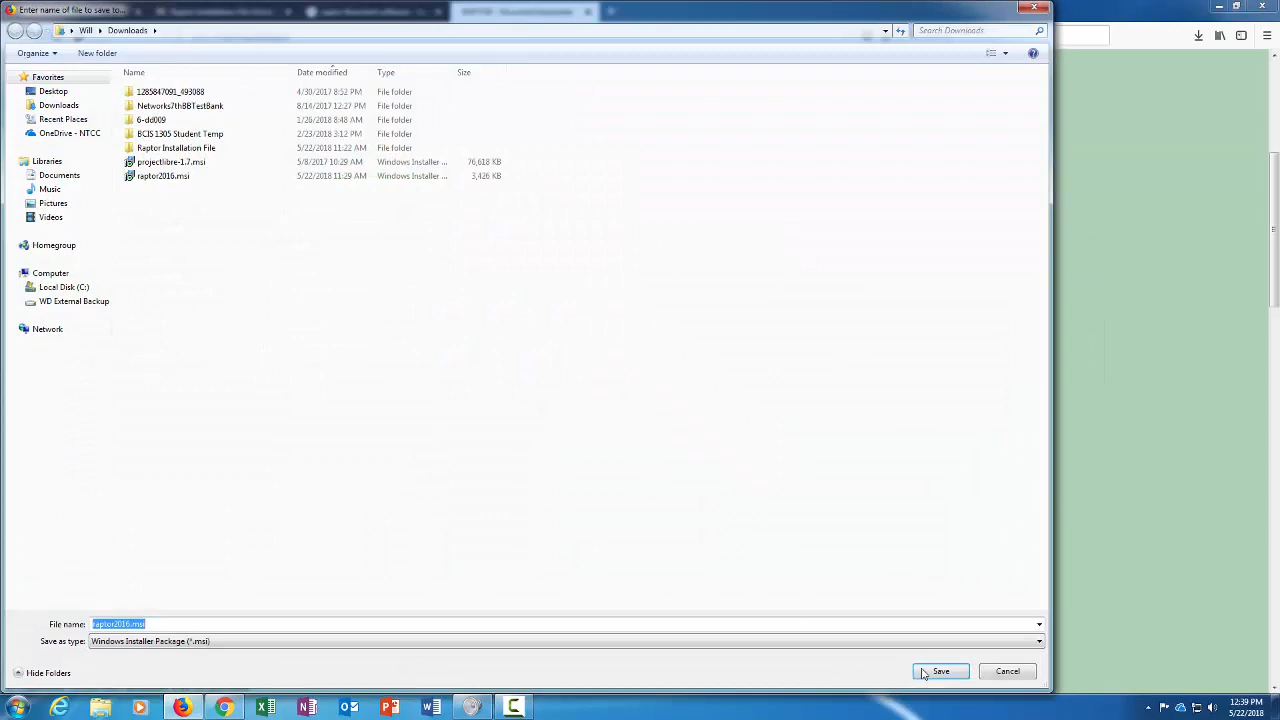 Enter name of file to save to...
Will Downloads
Search Downloads
Organize New folder
Favorites
Desktop
Downloads
Recent Places
OneDrive - NTCC
Libraries
Documents
Music
Pictures
Videos
Homegroup
Computer
Local Disk (C:)
WD External Backup
Network
Name Date modified Type Size
1285847091_493088 4/30/2017 8:52 PM File folder
Networks7thBBTestBank 8/14/2017 12:27 PM File folder
6-dd009 1/26/2018 8:48 AM File folder
BCIS 1305 Student Temp 2/23/2018 3:12 PM File folder
Raptor Installation File 5/22/2018 11:22 AM File folder
projectlibre-1.7.msi 5/8/2017 10:29 AM Windows Installer ... 76,618 KB
raptor2016.msi 5/22/2018 11:29 AM Windows Installer ... 3,426 KB
File name: raptor2016.msi
Save as type: Windows Installer Package (*.msi)
Hide Folders
Save Cancel
12:39 PM
5/22/2018